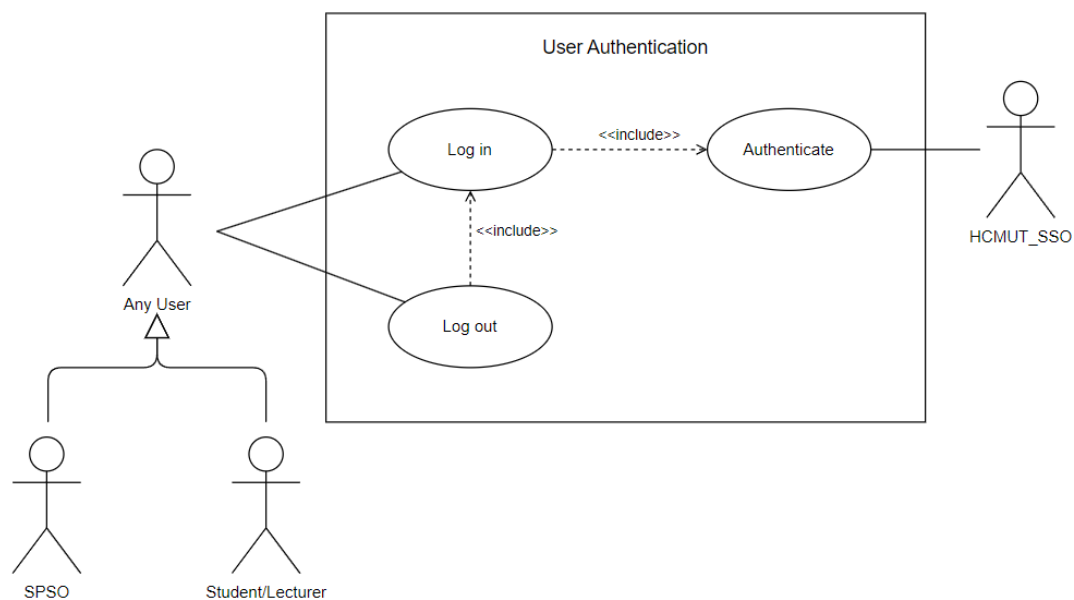 User Authentication
Log in
<<include>>
Authenticate
<<include>>
HCMUT_SSO
Any User
Log out
SPSO
Student/Lecturer